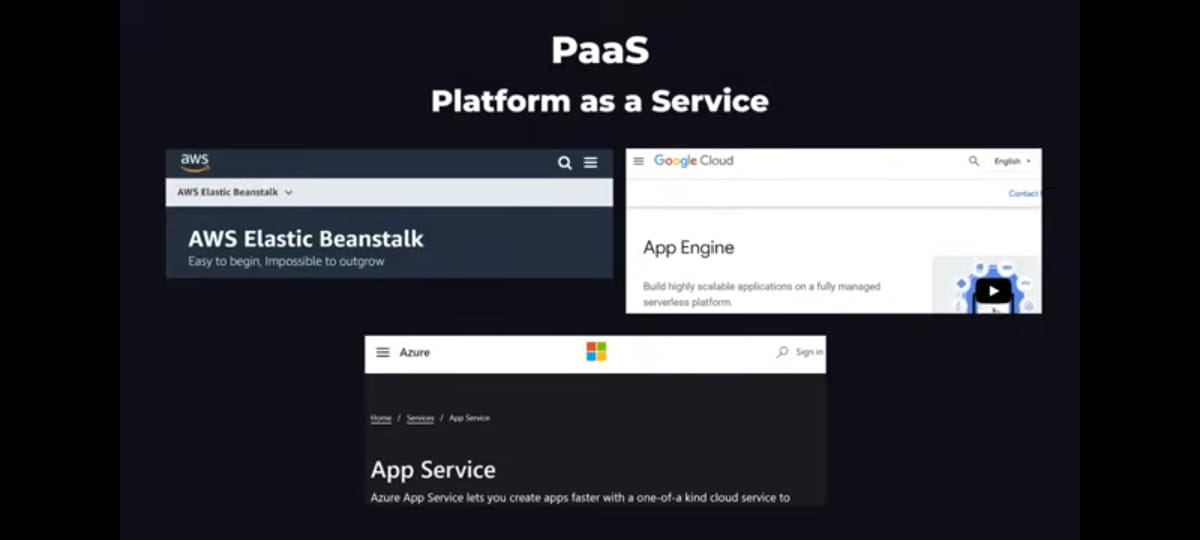 PaaS
Platform as a Service
aws
AWS Elastic Beanstalk
AWS Elastic Beanstalk
Easy to begin, Impossible to outgrow
Google Cloud
English
Contact
App Engine
Build highly scalable applications on a fully managed
serverless platform
Azure
Sign in
Home / Services / App Service
App Service
Azure App Service lets you create apps faster with a one-of-a kind cloud service to